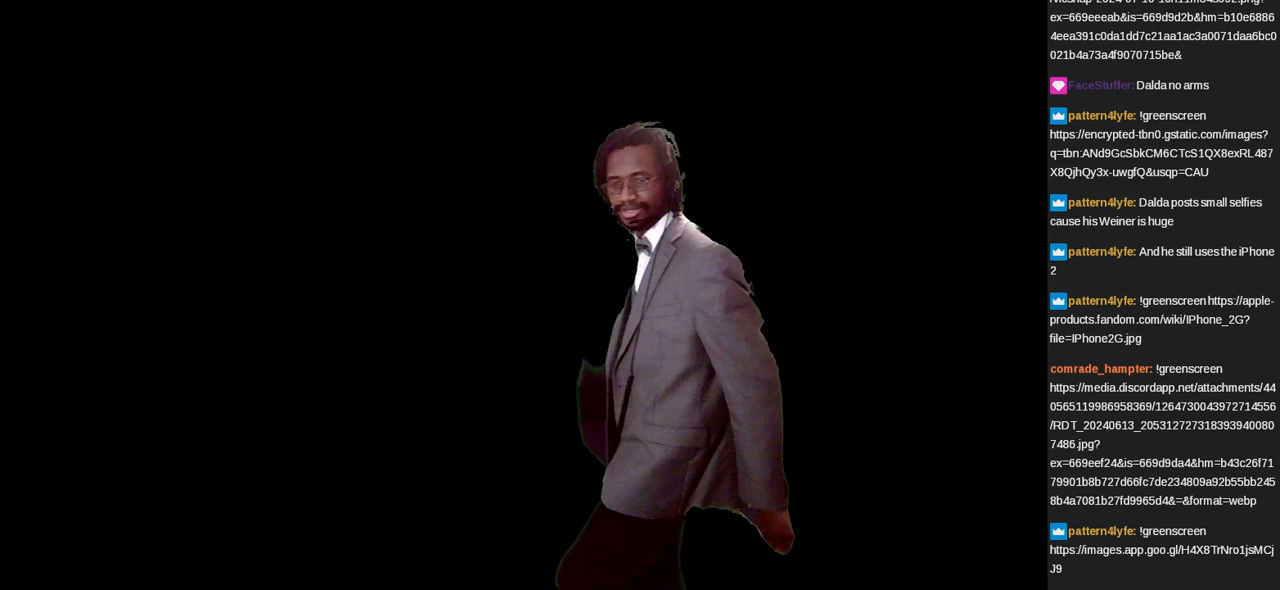 ex=669eeeab&is=669d9d2b&hm=b10e6886
4eea391c0da1dd7c21aa1ac3a0071daa6bc0
021b4a73a4f9070715be&
FaceStuffer: Dalda no arms
pattern4lyfe: !greenscreen
https://encrypted-tbn0.gstatic.com/images?
q=tbn:ANd9GcSbkCM6CTcS1QX8exRL487
X8QjhQy3x-uwgfQ&usqp=CAU
pattern4lyfe: Dalda posts small selfies
cause his Weiner is huge
pattern4lyfe: And he still uses the iPhone
2
pattern4lyfe: !greenscreen https://apple-
products.fandom.com/wiki/IPhone_2G?
file=IPhone2G.jpg
comrade_hampter: !greenscreen
https://media.discordapp.net/attachments/44
0565119986958369/1264730043972714556
/RDT_20240613_205312727318393940080
7486.jpg?
ex=669eef24&is=669d9da4&hm=b43c26f71
79901b8b727d66fc7de234809a92b55bb245
8b4a7081b27fd9965d4&=&format=webp
pattern4lyfe: !greenscreen
https://images.app.goo.gl/H4X8TrNro1jsMCj
J9